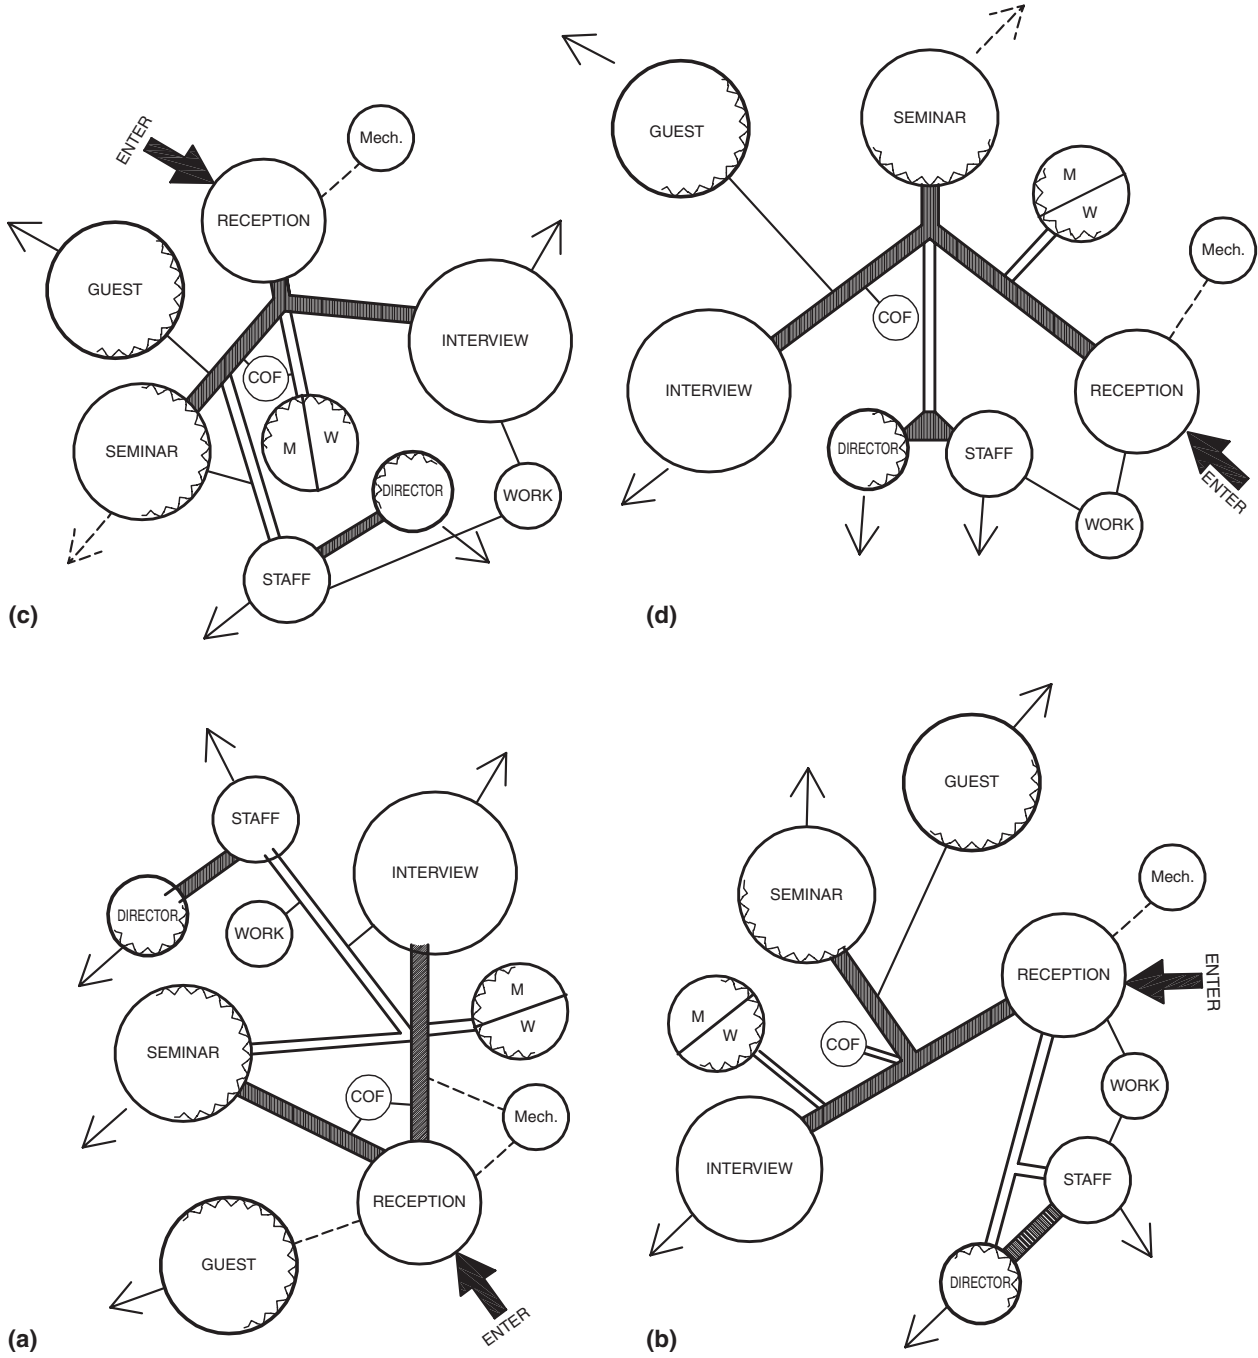 ENTER
Mech.
RECEPTION
GUEST
INTERVIEW
COF
SEMINAR
M
W
DIRECTOR
WORK
STAFF
(c)
GUEST
SEMINAR
M
W
Mech.
COF
INTERVIEW
RECEPTION
DIRECTOR
STAFF
ENTER
WORK
(d)
STAFF
INTERVIEW
DIRECTOR
WORK
M
W
SEMINAR
COF
Mech.
RECEPTION
GUEST
ENTER
(a)
GUEST
SEMINAR
Mech.
RECEPTION
ENTER
M
W
COF
WORK
INTERVIEW
STAFF
DIRECTOR
(b)